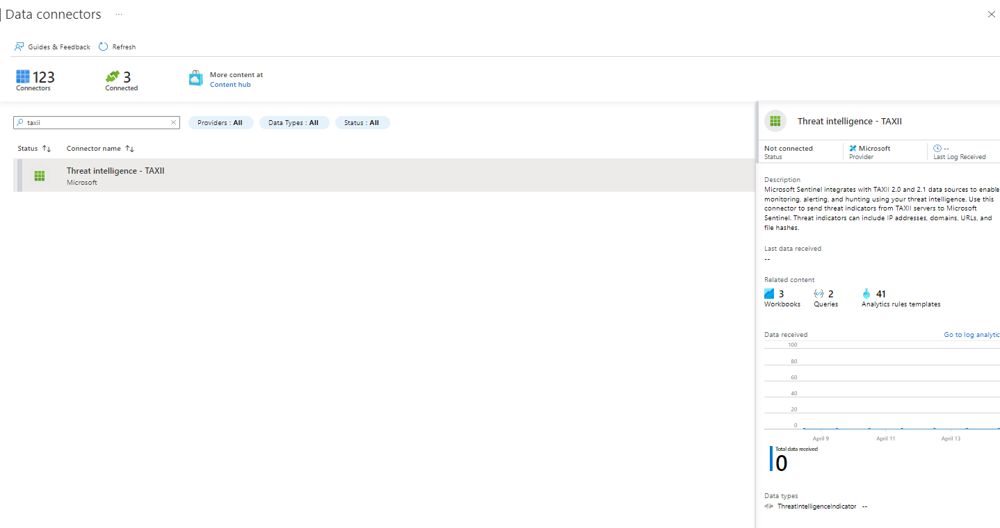 Data connectors ...
Guides & Feedback Refresh
123 Connectors
3 Connected
More content at
Content hub
taxii
Providers : All
Data Types : All
Status : All
Status Connector name
Threat intelligence - TAXII
Microsoft
Threat intelligence - TAXII
Not connected
Status
Microsoft
Provider
--
Last Log Received
Description
Microsoft Sentinel integrates with TAXII 2.0 and 2.1 data sources to enable
monitoring, alerting, and hunting using your threat intelligence. Use this
connector to send threat indicators from TAXII servers to Microsoft
Sentinel. Threat indicators can include IP addresses, domains, URLs, and
file hashes.
Last data received
--
Related content
3 Workbooks
2 Queries
41 Analytics rules templates
Data received Go to log analytic
100
80
60
40
20
0
April 9 April 11 April 13
Total data received
0
Data types
ThreatIntelligenceIndicator --